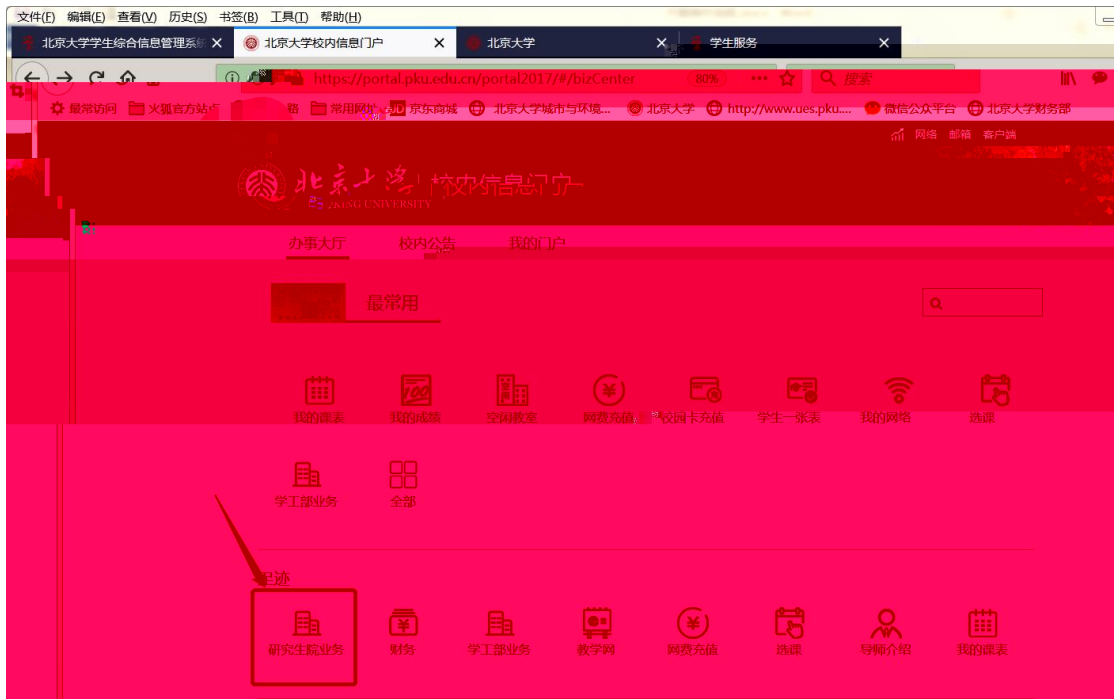 文件(F) 编辑(E) 查看(V) 历史(S) 书签(B) 工具(T) 帮助(H)
北京大学学生综合信息管理系统 北京大学校内信息门户 北京大学 学生服务
https://portal.pku.edu.cn/portal2017/#/bizCenter 80% 搜索
最常访问 火狐官方站点 常用网址 JD 京东商城 北京大学城市与环境... 北京大学 http://www.ues.pku.... 微信公众平台 北京大学财务部
网络 邮箱 客户端
北京大学 校内信息门户
PEKING UNIVERSITY
办事大厅 校内公告 我的门户
最常用
我的课表 我的成绩 空闲教室 网费充值 校园卡充值 学生一张表 我的网络 选课
学工部业务 全部
足迹
研究生院业务 财务 学工部业务 教学网 网费充值 选课 导师介绍 我的课表